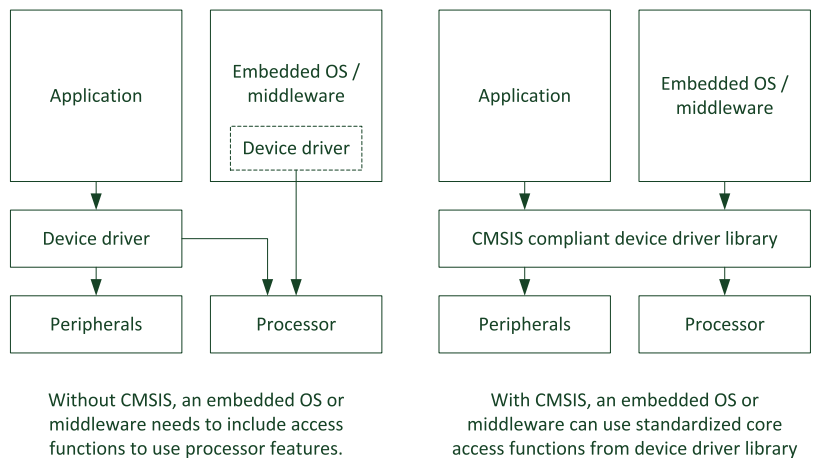 Application
Embedded OS /
middleware
Device driver
Device driver
Peripherals
Processor
Without CMSIS, an embedded OS or
middleware needs to include access
functions to use processor features.
Application
Embedded OS /
middleware
CMSIS compliant device driver library
Peripherals
Processor
With CMSIS, an embedded OS or
middleware can use standardized core
access functions from device driver library